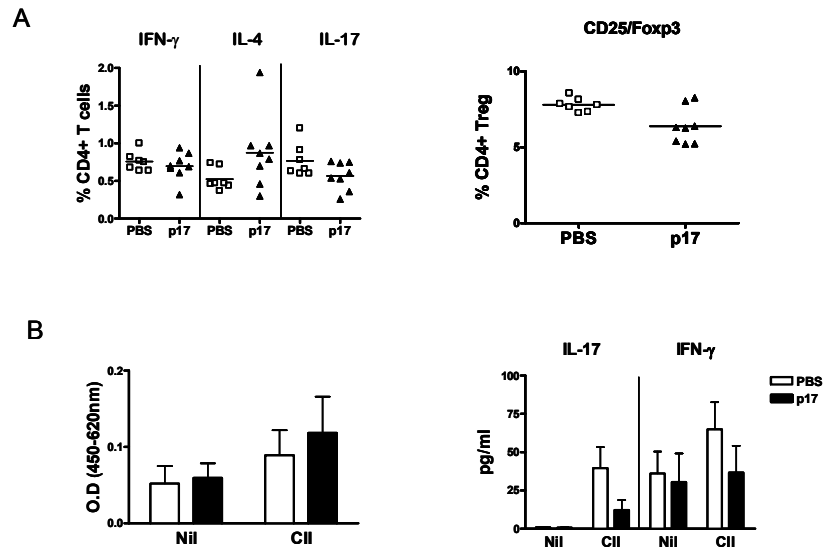 A
IFN-γ IL-4 IL-17
% CD4+ T cells
2.0
1.5
1.0
0.5
0.0
PBS p17 PBS p17 PBS p17
CD25/Foxp3
% CD4+ Treg
10
5
0
PBS p17
B
O.D (450-620nm)
0.2
0.1
0.0
Nil CII
IL-17 IFN-γ
pg/ml
100
75
50
25
0
Nil CII Nil CII
PBS
p17